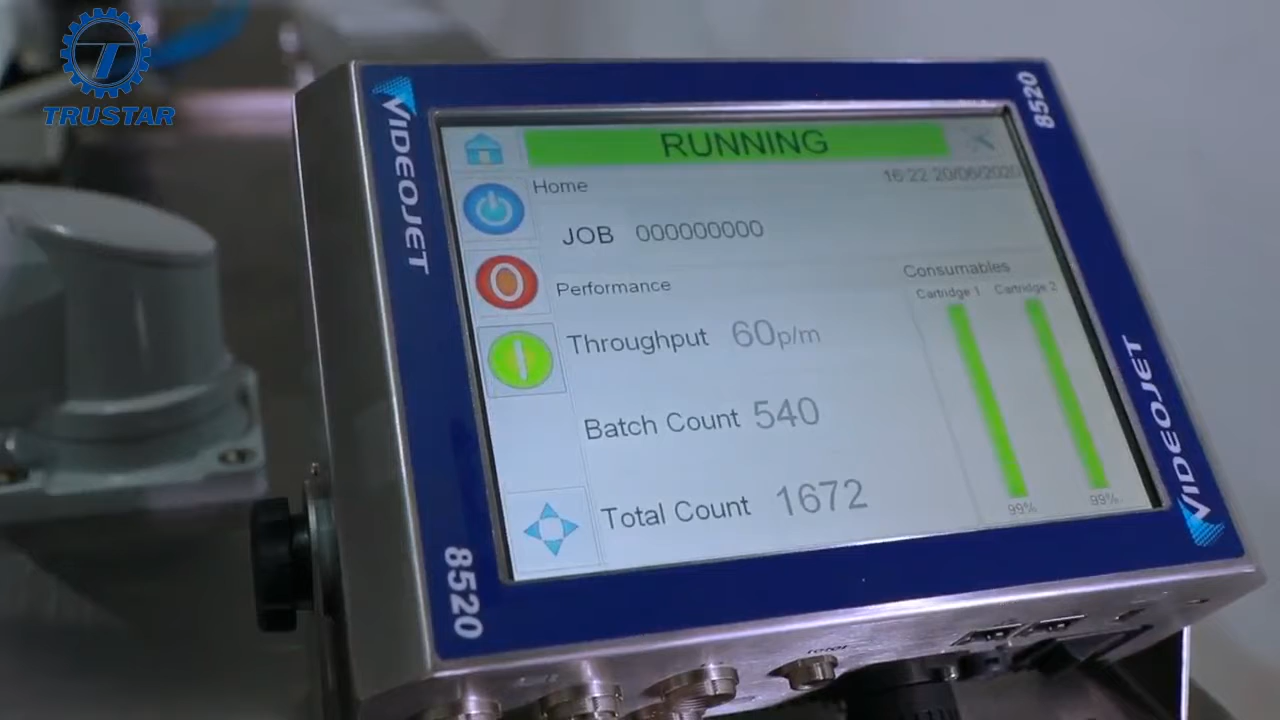 TRUSTAR
VIDEOJET
8520
RUNNING
Home
16:22 20/06/2020
JOB 000000000
Performance
Consumables
Cartridge 1 Cartridge 2
Throughput 60p/m
Batch Count 540
Total Count 1672
99% 99%
VIDEOJET
8520